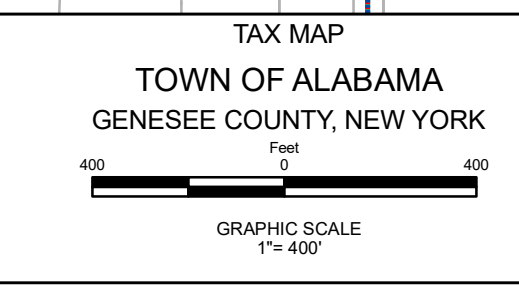 TAX MAP
TOWN OF ALABAMA
GENESEE COUNTY, NEW YORK
Feet
400 0 400
GRAPHIC SCALE
1"= 400'